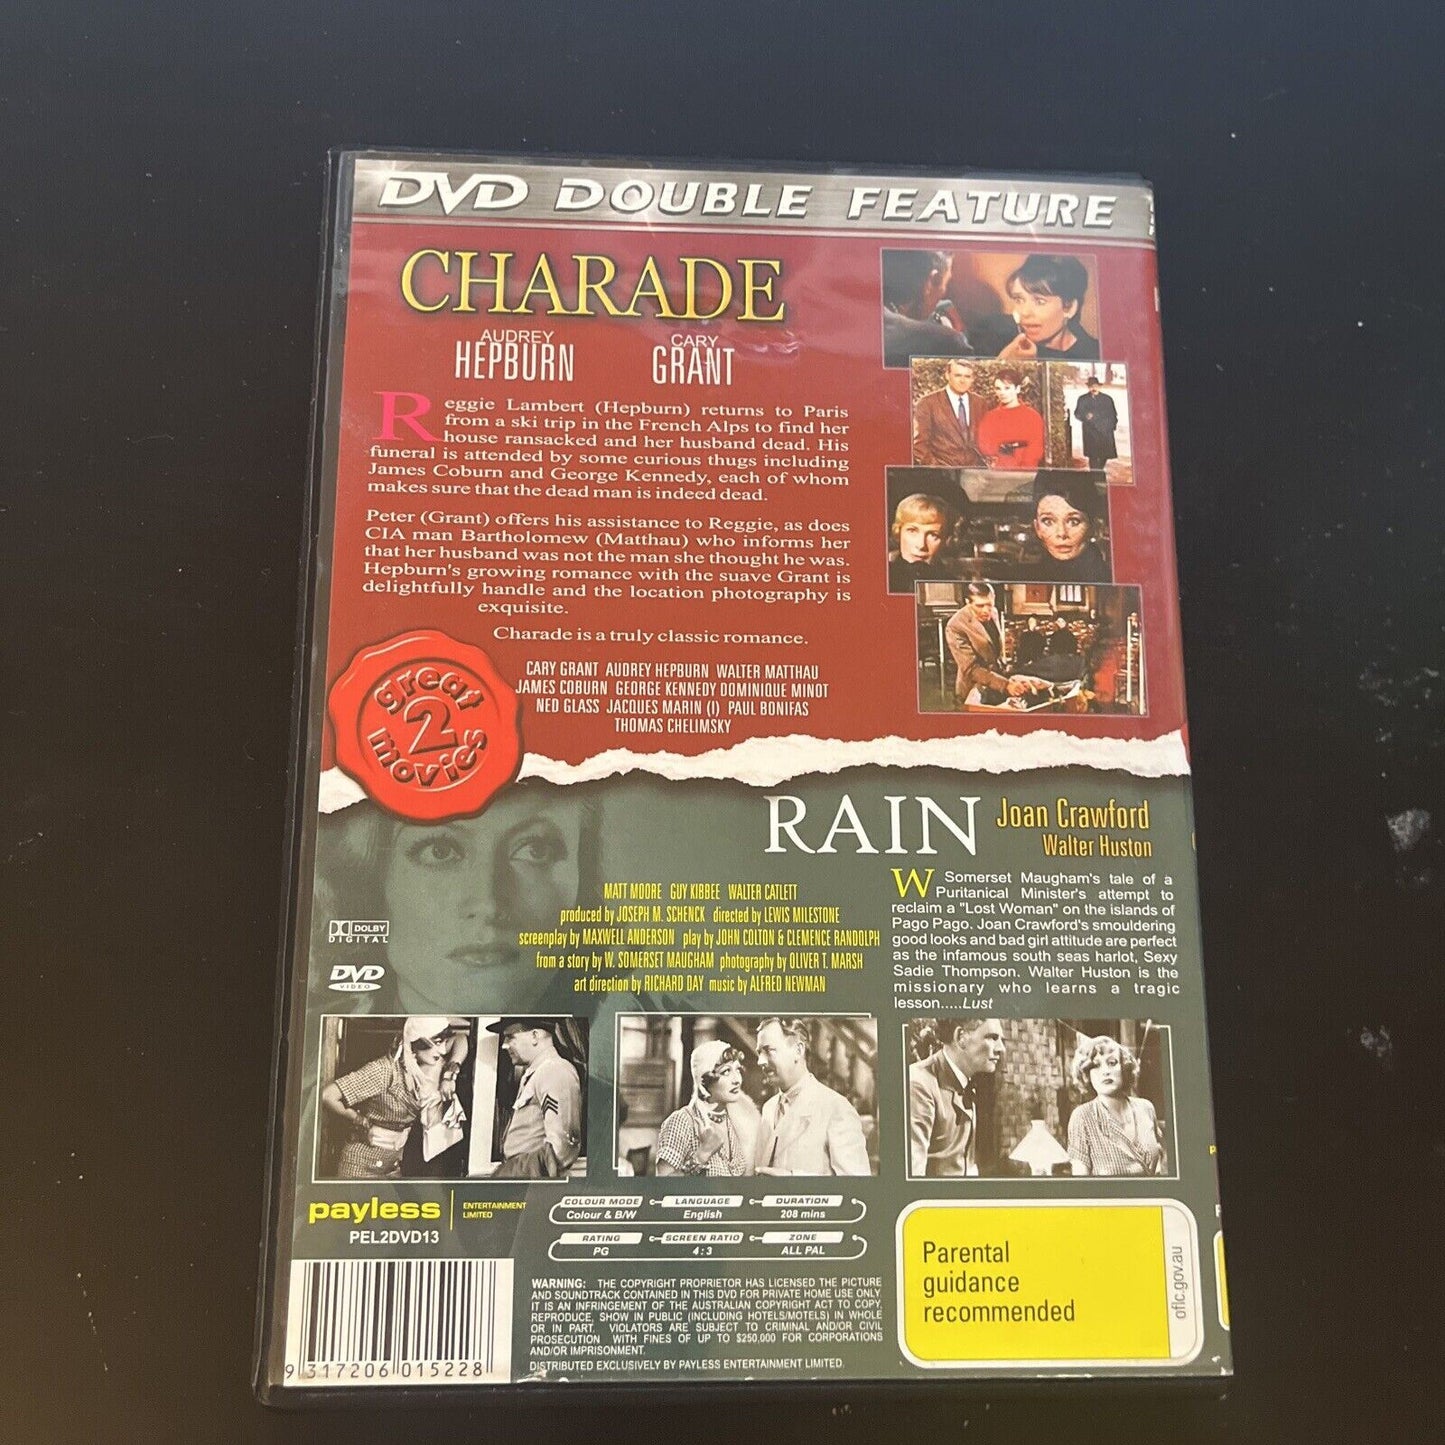 DVD DOUBLE FEATURE
CHARADE
AUDREY HEPBURN
CARY GRANT
Reggie Lambert (Hepburn) returns to Paris
from a ski trip in the French Alps to find her
house ransacked and her husband dead. His
funeral is attended by some curious thugs including
James Coburn and George Kennedy, each of whom
makes sure that the dead man is indeed dead.
Peter (Grant) offers his assistance to Reggie, as does
CIA man Bartholomew (Matthau) who informs her
that her husband was not the man she thought he was.
Hepburn's growing romance with the suave Grant is
delightfully handle and the location photography is
exquisite.
Charade is a truly classic romance.
CARY GRANT AUDREY HEPBURN WALTER MATTHAU
JAMES COBURN GEORGE KENNEDY DOMINIQUE MINOT
NED GLASS JACQUES MARIN (I) PAUL BONIFAS
THOMAS CHELIMSKY
great
2
movies
RAIN
Joan Crawford
Walter Huston
MATT MOORE GUY KIBBEE WALTER CATLETT
produced by JOSEPH M. SCHENCK directed by LEWIS MILESTONE
screenplay by MAXWELL ANDERSON play by JOHN COLTON & CLEMENCE RANDOLPH
from a story by W. SOMERSET MAUGHAM photography by OLIVER T. MARSH
art direction by RICHARD DAY music by ALFRED NEWMAN
W Somerset Maugham's tale of a
Puritanical Minister's attempt to
reclaim a "Lost Woman" on the islands of
Pago Pago. Joan Crawford's smouldering
good looks and bad girl attitude are perfect
as the infamous south seas harlot, Sexy
Sadie Thompson. Walter Huston is the
missionary who learns a tragic
lesson.....Lust
DOLBY
DIGITAL
DVD
VIDEO
payless
ENTERTAINMENT
LIMITED
PEL2DVD13
COLOUR MODE LANGUAGE DURATION
Colour & B/W English 208 mins
RATING SCREEN RATIO ZONE
PG 4:3 ALL PAL
WARNING: THE COPYRIGHT PROPRIETOR HAS LICENSED THE PICTURE
AND SOUNDTRACK CONTAINED IN THIS DVD FOR PRIVATE HOME USE ONLY
IT IS AN INFRINGEMENT OF THE AUSTRALIAN COPYRIGHT ACT TO COPY,
REPRODUCE, SHOW IN PUBLIC (INCLUDING HOTELS/MOTELS) IN WHOLE
OR IN PART. VIOLATORS ARE SUBJECT TO CRIMINAL AND/OR CIVIL
PROSECUTION WITH FINES OF UP TO $250,000 FOR CORPORATIONS
AND/OR IMPRISONMENT.
DISTRIBUTED EXCLUSIVELY BY PAYLESS ENTERTAINMENT LIMITED.
9 317206 015228
Parental
guidance
recommended
oflc.gov.au